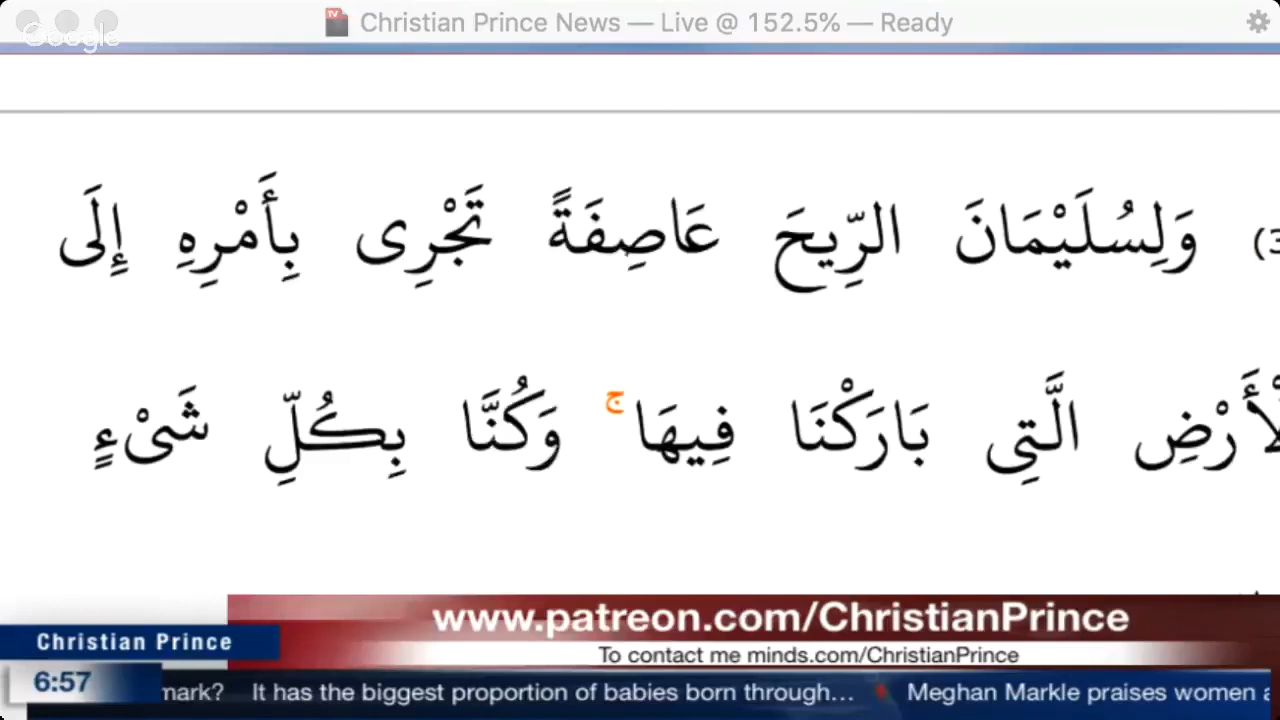 Christian Prince News — Live @ 152.5% — Ready
Google
وَلِسُلَيْمَانَ الرِّيحَ عَاصِفَةً تَجْرِى بِأَمْرِهِ إِلَى
الَّتِى بَارَكْنَا فِيهَا ۚ وَكُنَّا بِكُلِّ شَىْءٍ
www.patreon.com/ChristianPrince
Christian Prince
To contact me minds.com/ChristianPrince
6:57
It has the biggest proportion of babies born through... Meghan Markle praises women